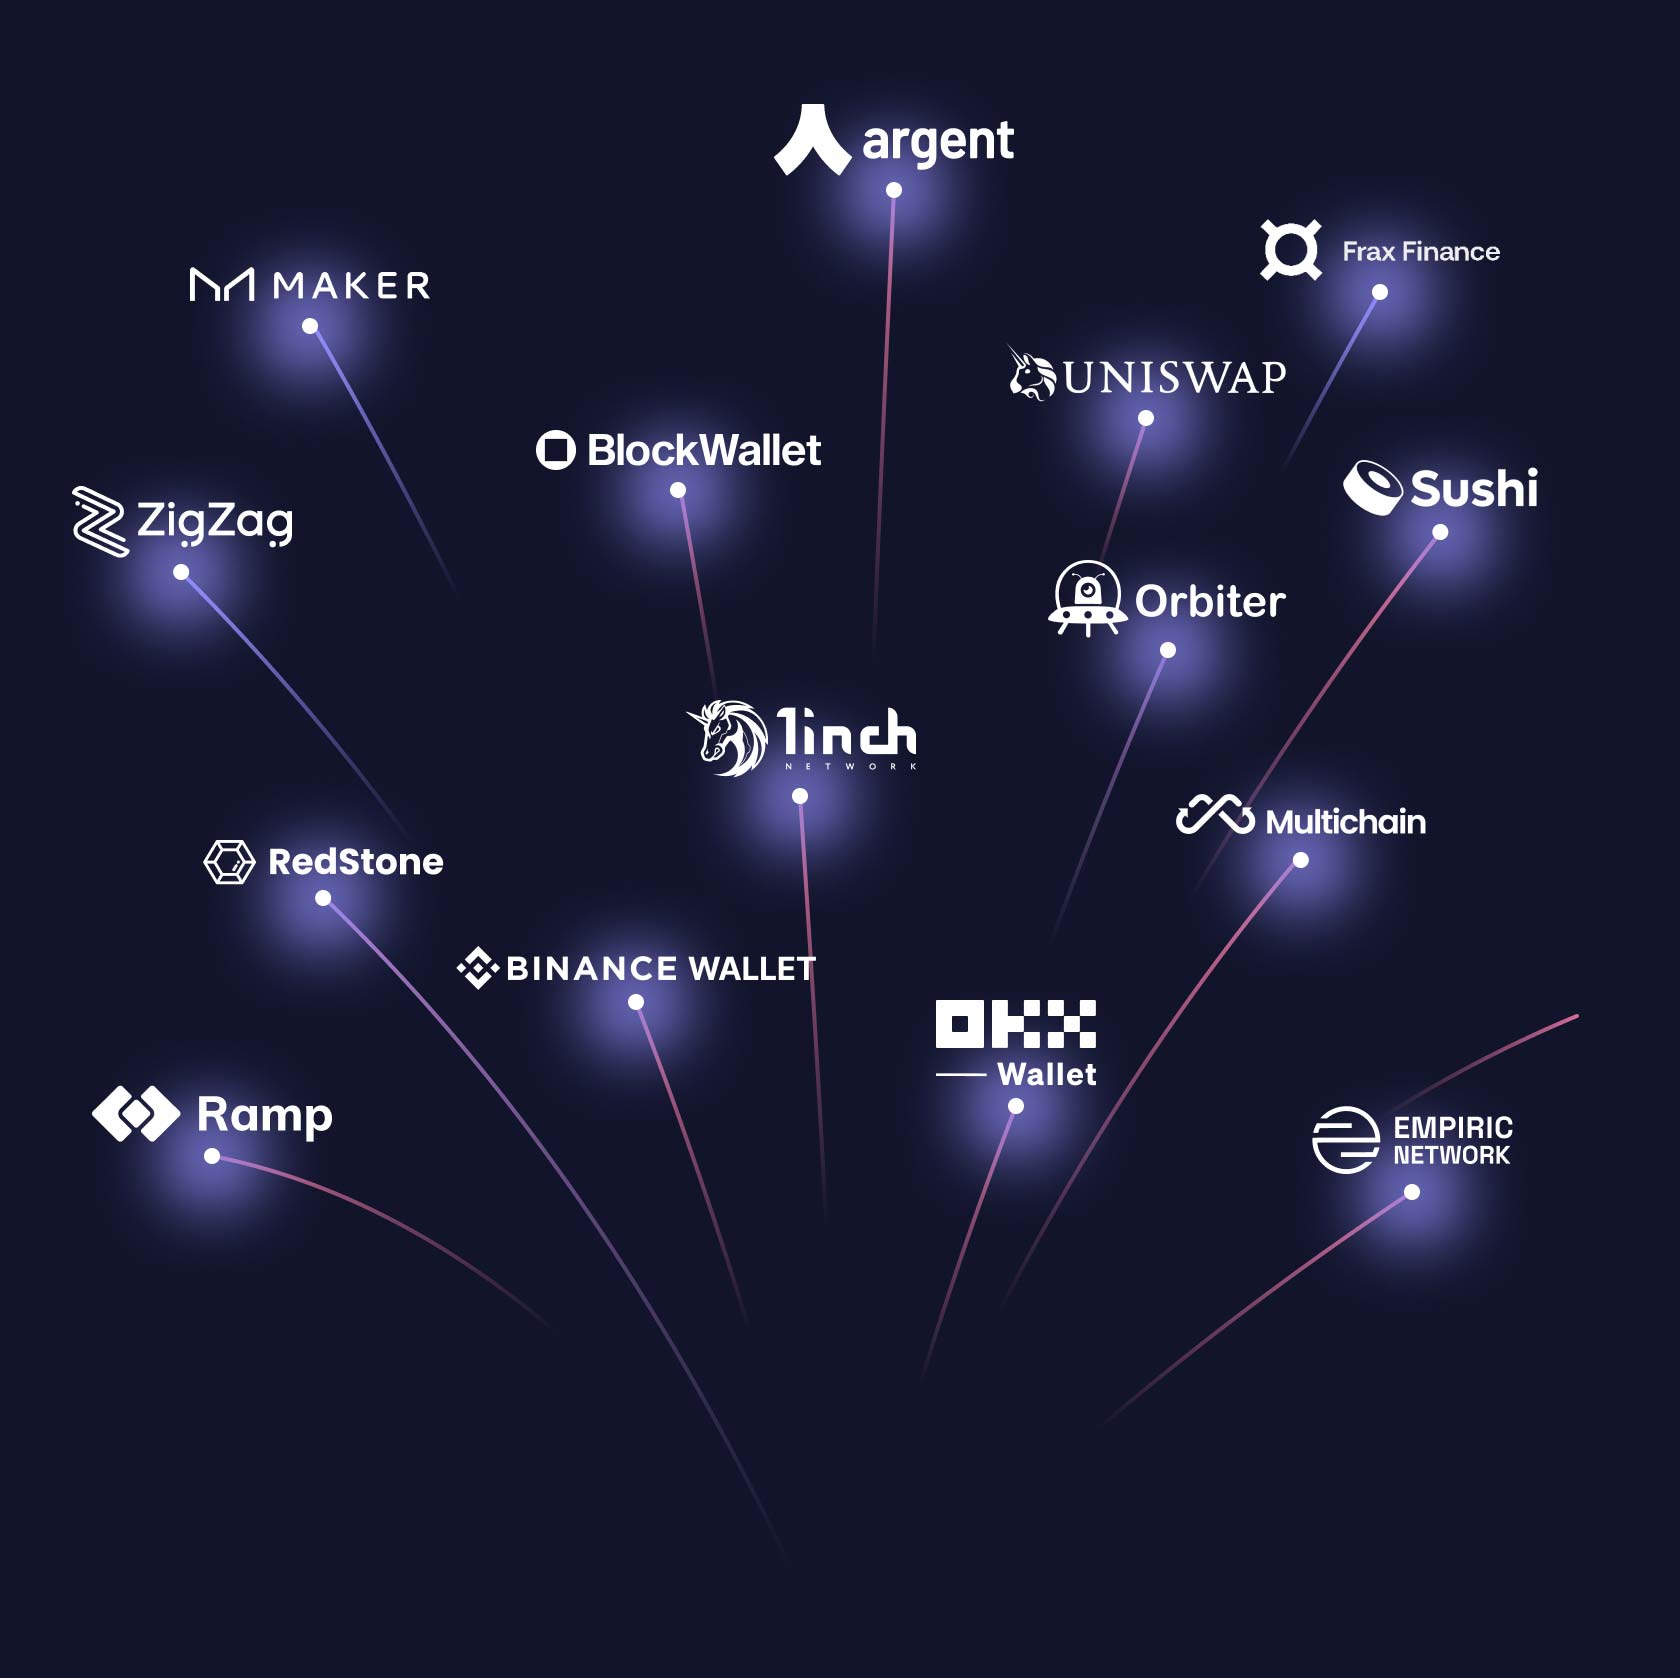 argent
Frax Finance
MAKER
UNISWAP
BlockWallet
Sushi
ZigZag
Orbiter
1inch
NETWORK
Multichain
RedStone
BINANCE WALLET
OKX
Wallet
Ramp
EMPIRIC
NETWORK